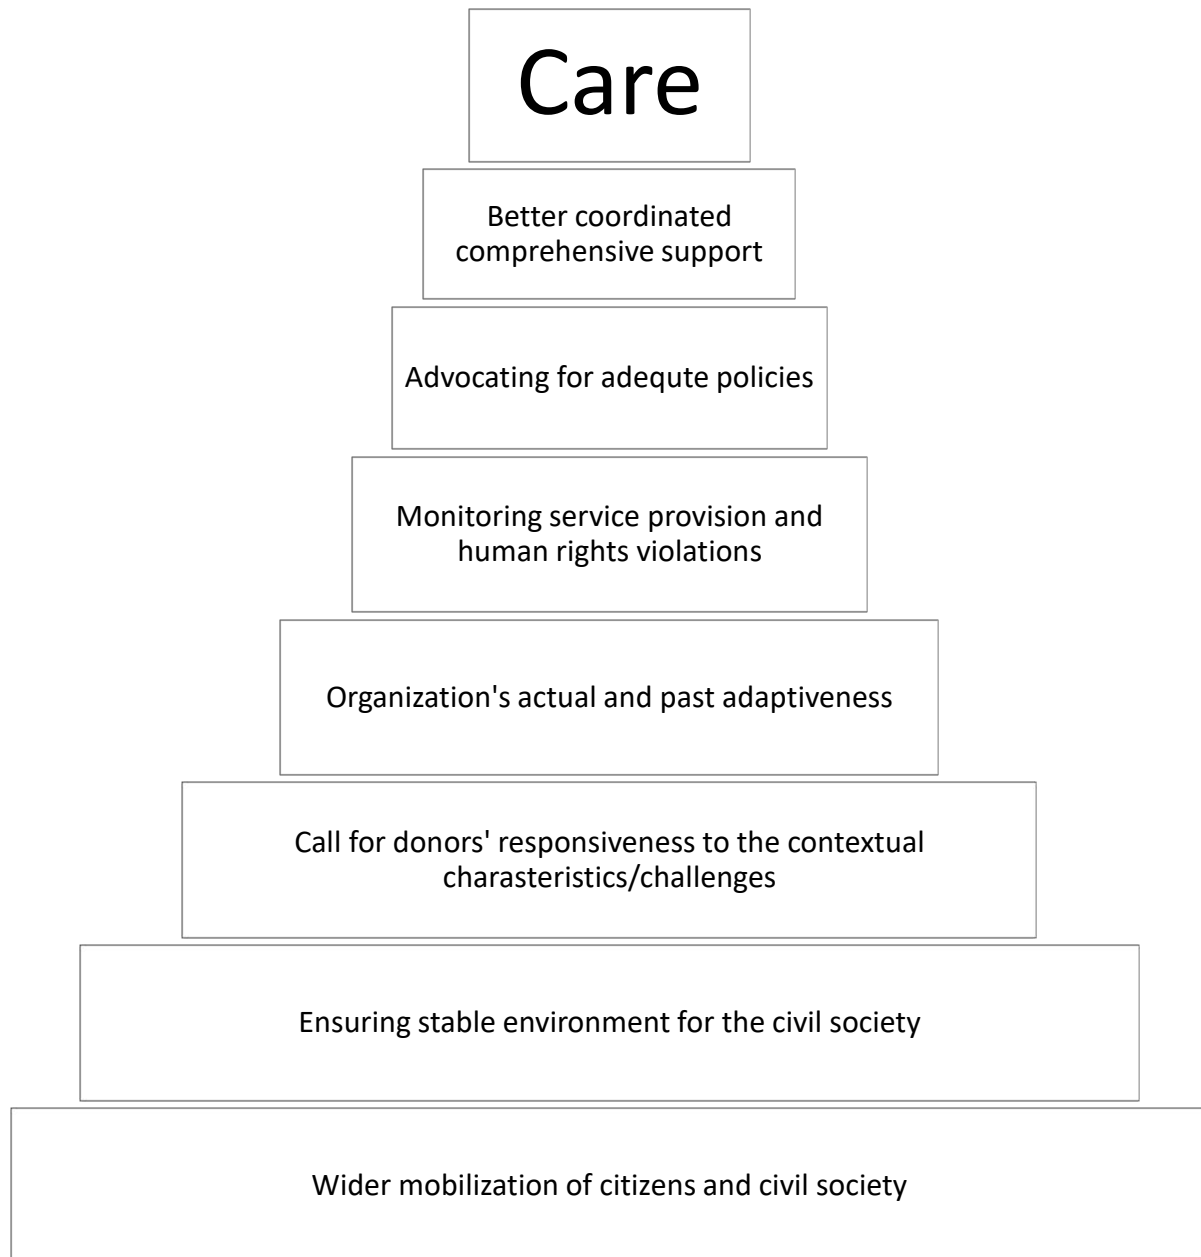 Care
Better coordinated
comprehensive support
Advocating for adequte policies
Monitoring service provision and
human rights violations
Organization's actual and past adaptiveness
Call for donors' responsiveness to the contextual
charasteristics/challenges
Ensuring stable environment for the civil society
Wider mobilization of citizens and civil society